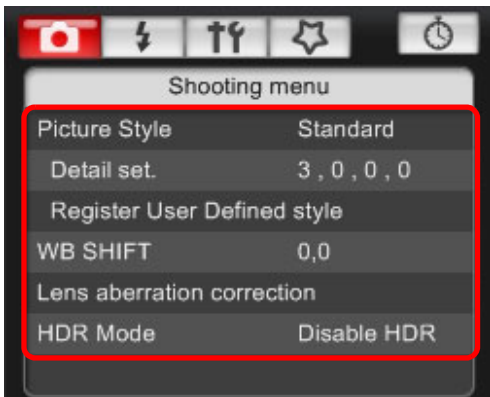 Shooting menu
Picture Style Standard
Detail set. 3 , 0 , 0 , 0
Register User Defined style
WB SHIFT 0,0
Lens aberration correction
HDR Mode Disable HDR